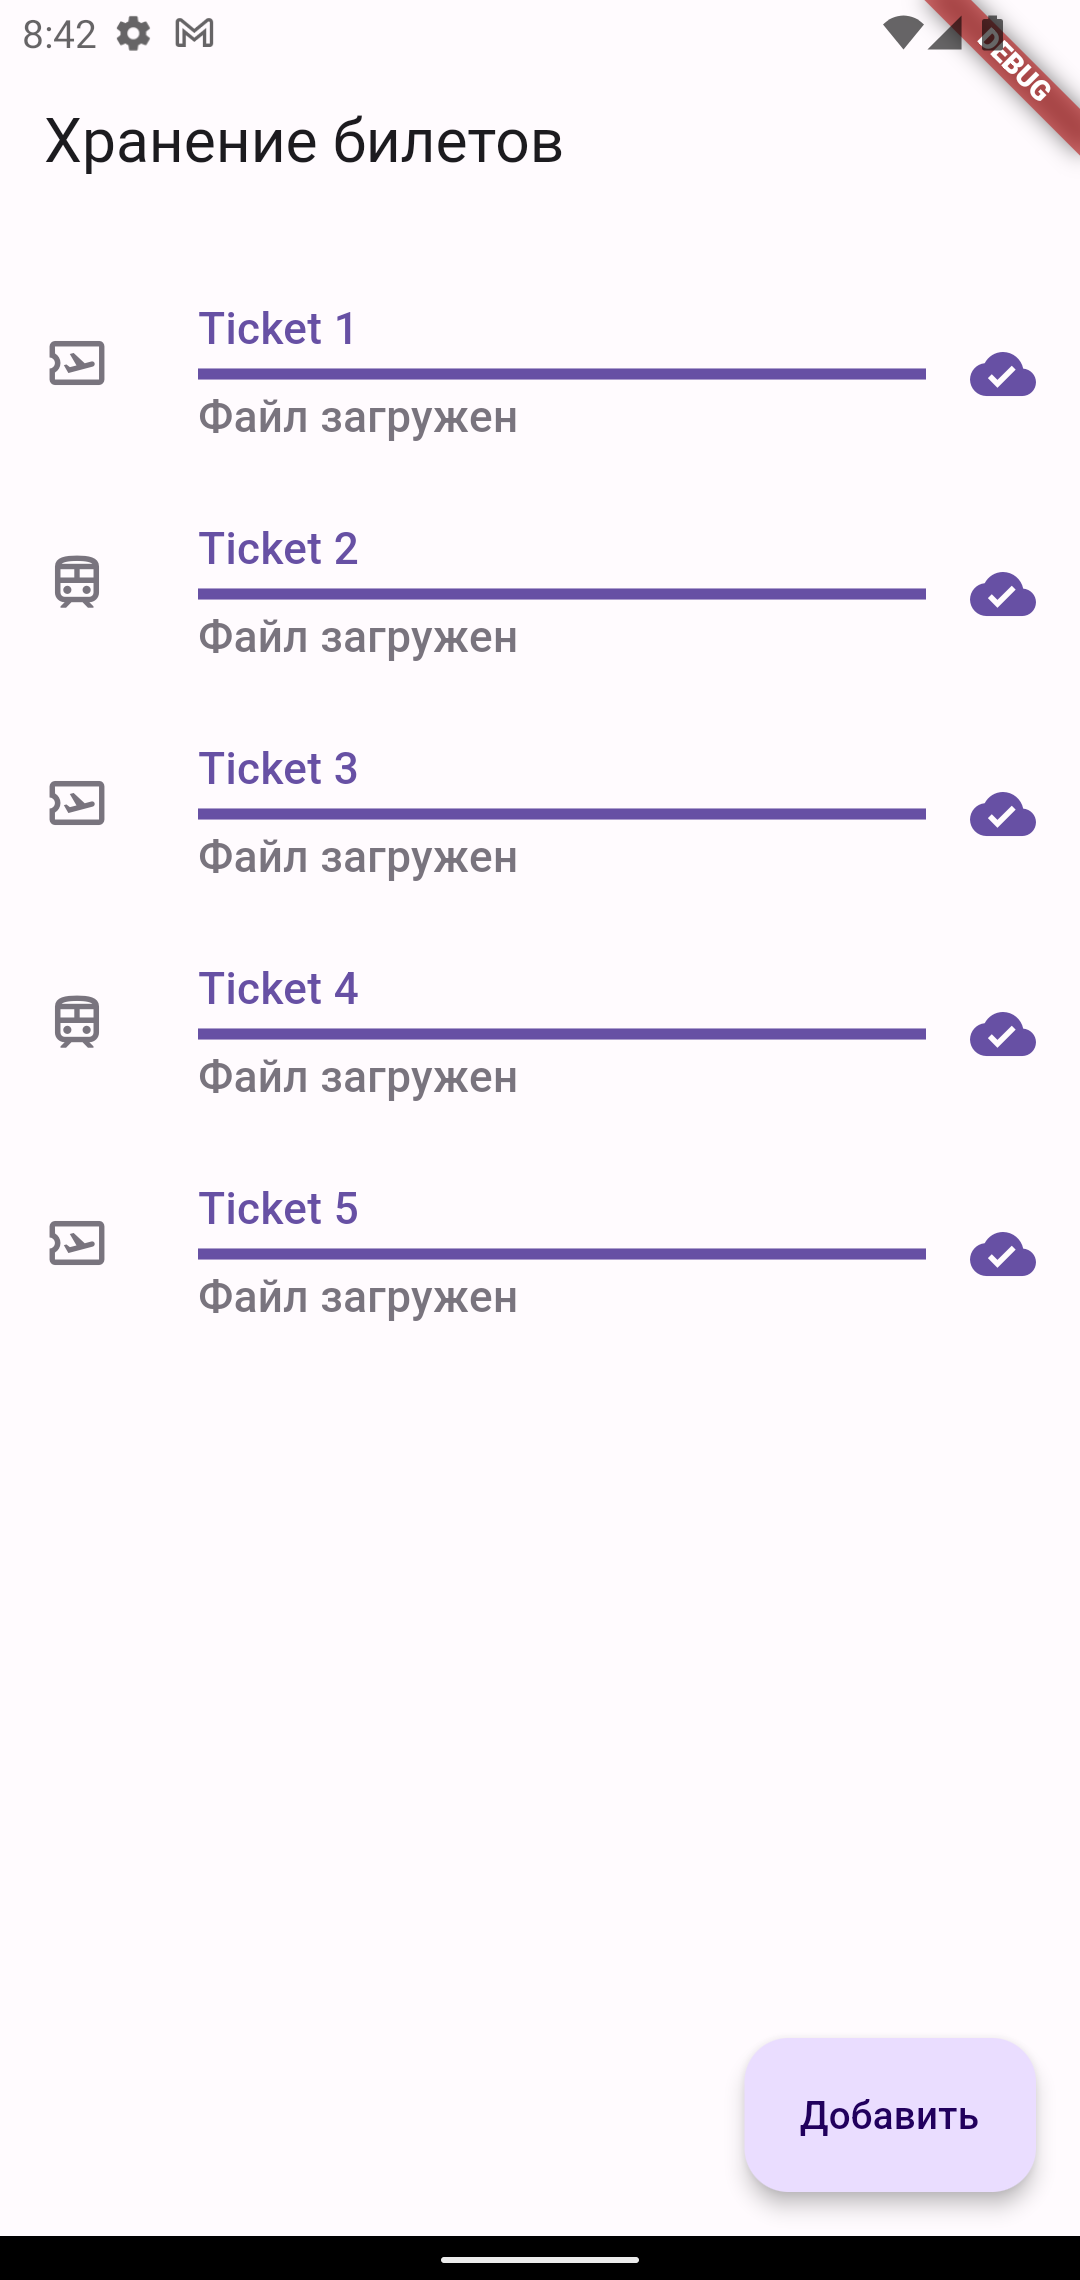 8:42
DEBUG
Хранение билетов
Ticket 1
Файл загружен
Ticket 2
Файл загружен
Ticket 3
Файл загружен
Ticket 4
Файл загружен
Ticket 5
Файл загружен
Добавить